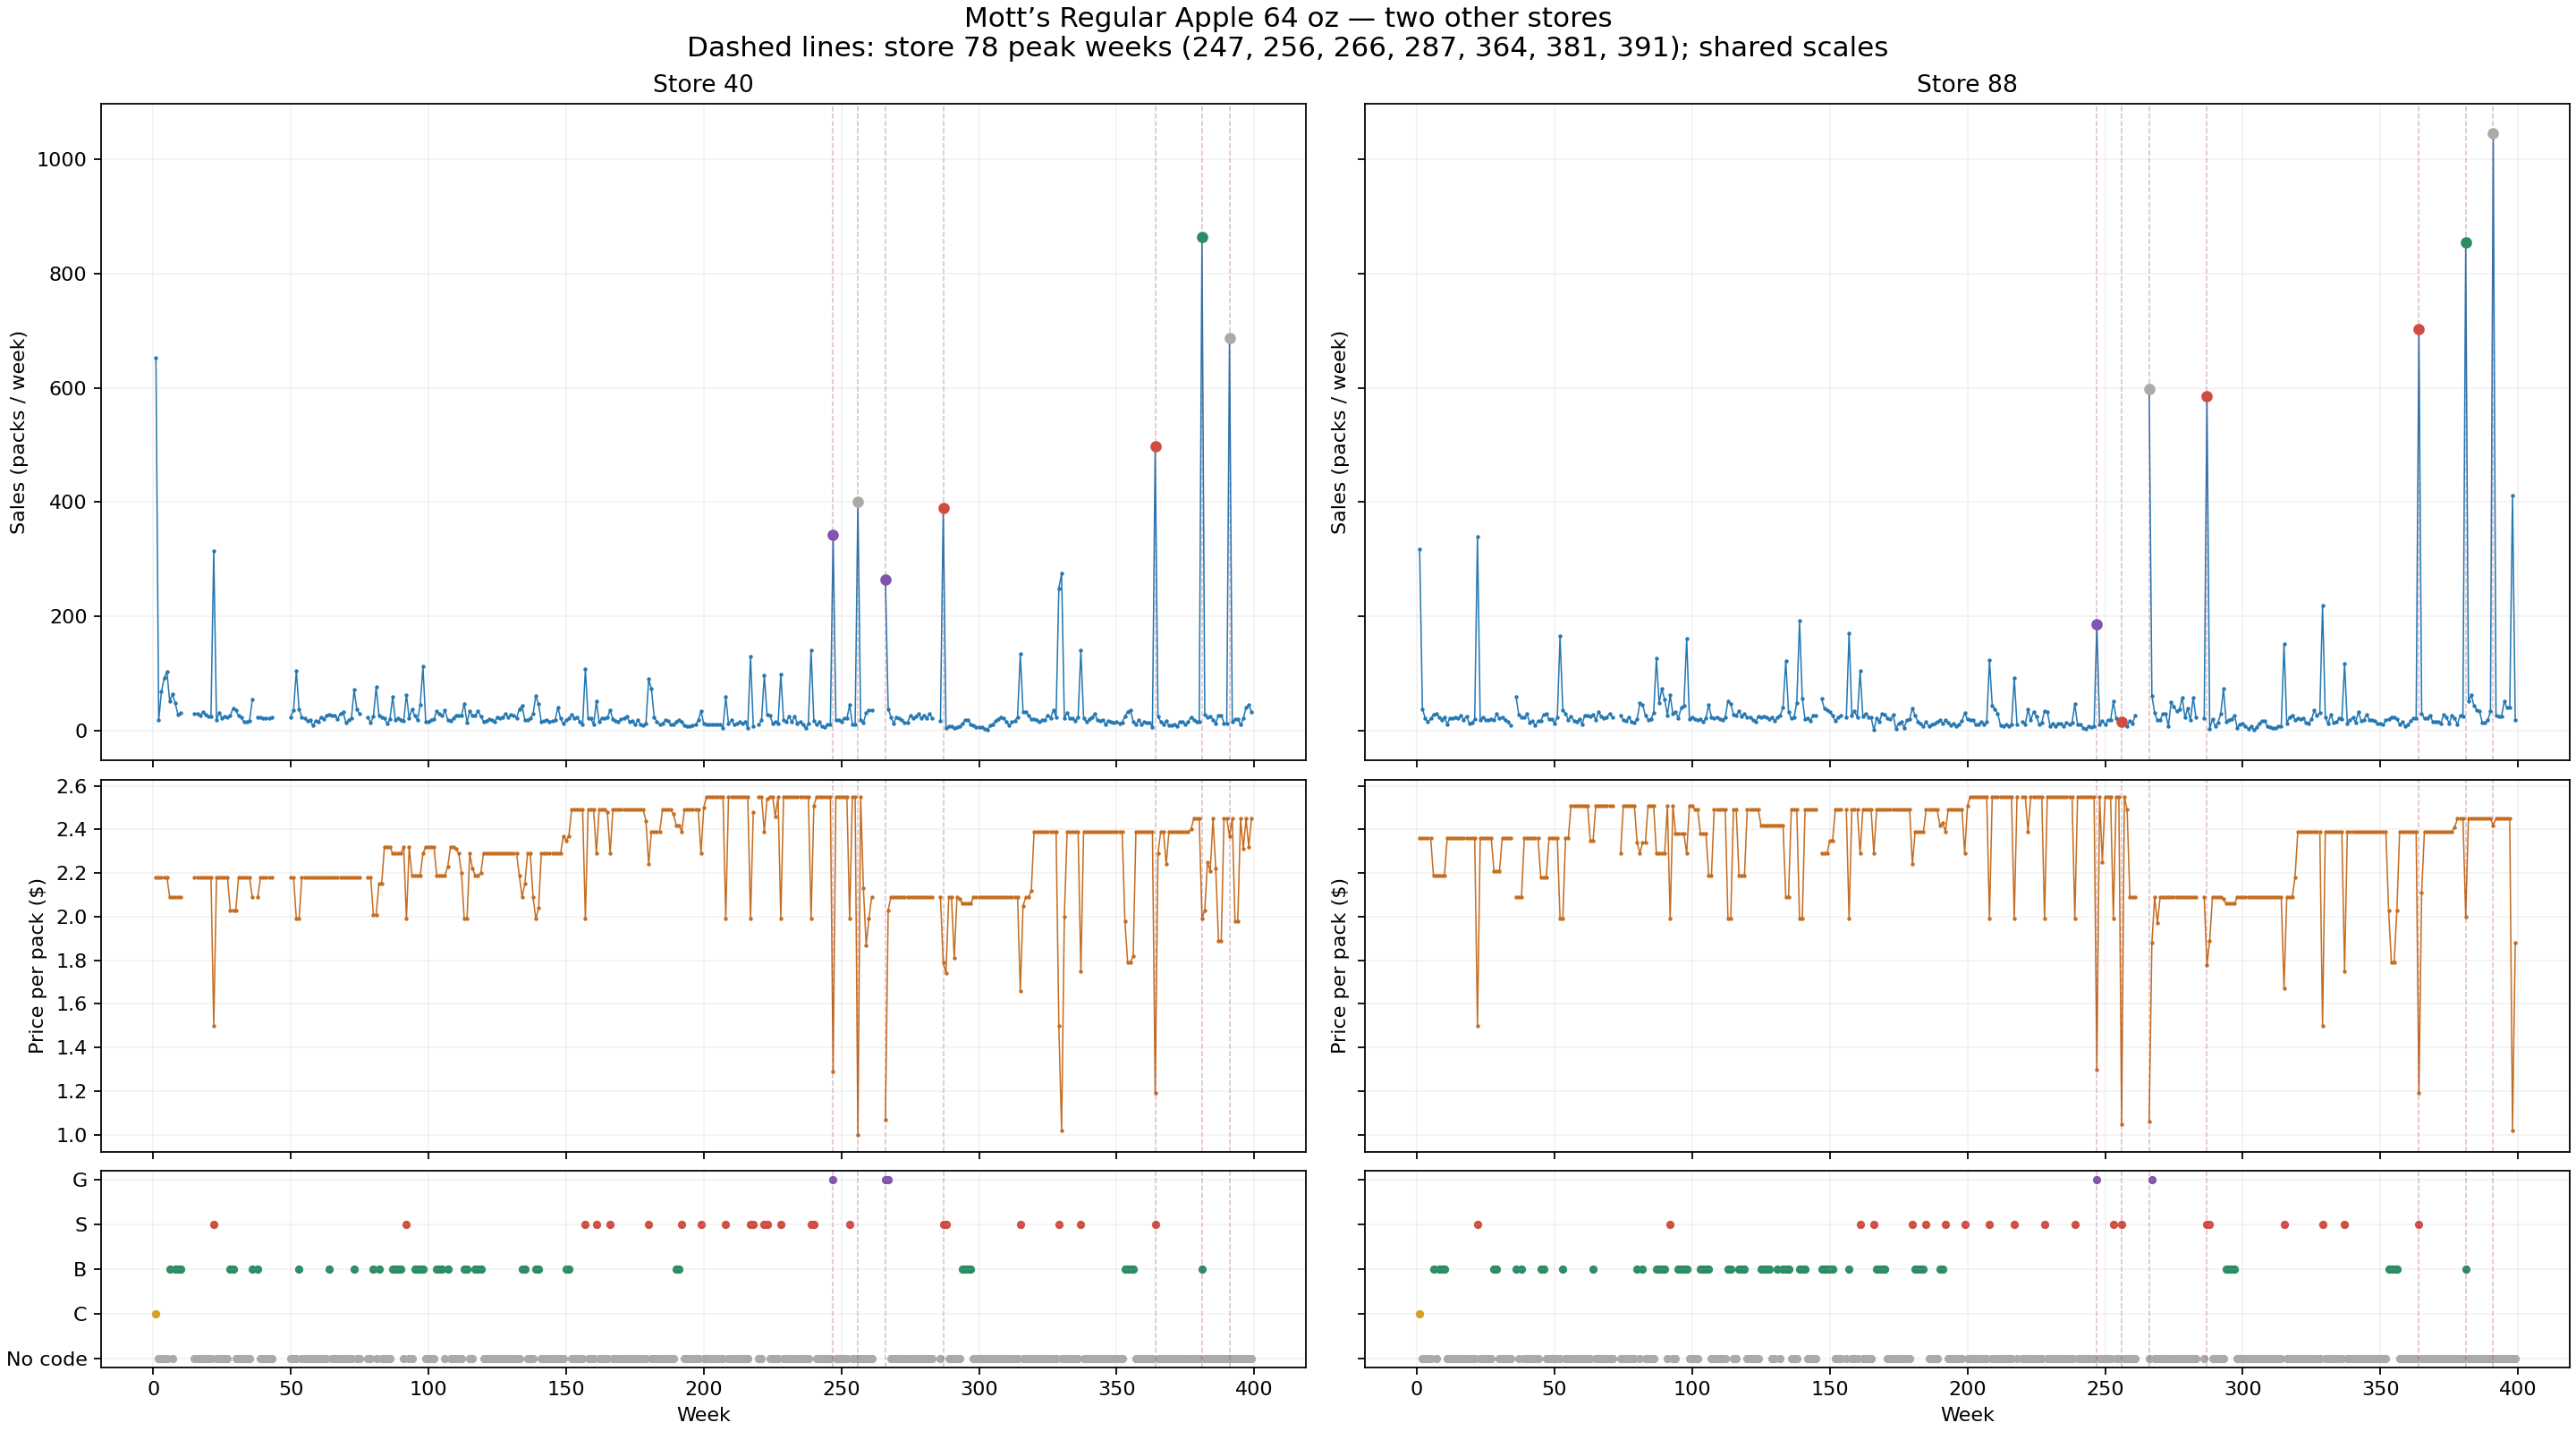 Mott’s Regular Apple 64 oz — two other stores
Dashed lines: store 78 peak weeks (247, 256, 266, 287, 364, 381, 391); shared scales
Store 40
Store 88
Sales (packs / week)
1000
800
600
400
200
0
Sales (packs / week)
Price per pack ($)
2.6
2.4
2.2
2.0
1.8
1.6
1.4
1.2
1.0
Price per pack ($)
G
S
B
C
No code
0 50 100 150 200 250 300 350 400
Week
0 50 100 150 200 250 300 350 400
Week